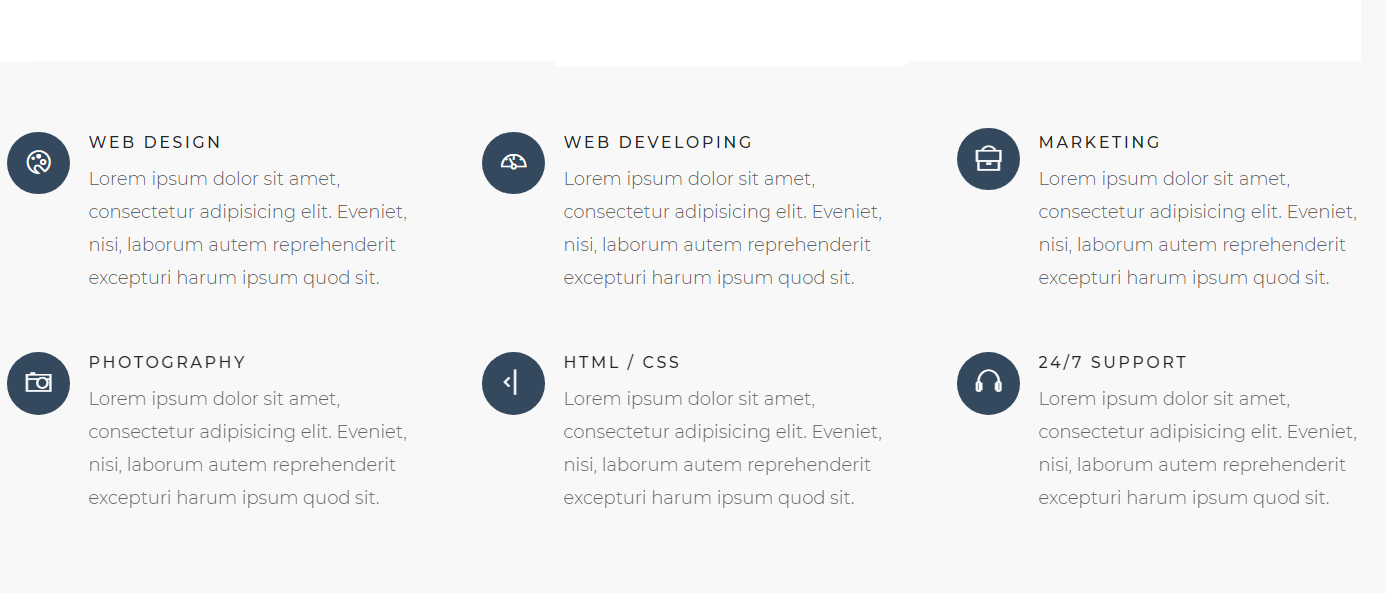 WEB DESIGN
Lorem ipsum dolor sit amet,
consectetur adipisicing elit. Eveniet,
nisi, laborum autem reprehenderit
excepturi harum ipsum quod sit.
WEB DEVELOPING
Lorem ipsum dolor sit amet,
consectetur adipisicing elit. Eveniet,
nisi, laborum autem reprehenderit
excepturi harum ipsum quod sit.
MARKETING
Lorem ipsum dolor sit amet,
consectetur adipisicing elit. Eveniet,
nisi, laborum autem reprehenderit
excepturi harum ipsum quod sit.
PHOTOGRAPHY
Lorem ipsum dolor sit amet,
consectetur adipisicing elit. Eveniet,
nisi, laborum autem reprehenderit
excepturi harum ipsum quod sit.
HTML / CSS
Lorem ipsum dolor sit amet,
consectetur adipisicing elit. Eveniet,
nisi, laborum autem reprehenderit
excepturi harum ipsum quod sit.
24/7 SUPPORT
Lorem ipsum dolor sit amet,
consectetur adipisicing elit. Eveniet,
nisi, laborum autem reprehenderit
excepturi harum ipsum quod sit.